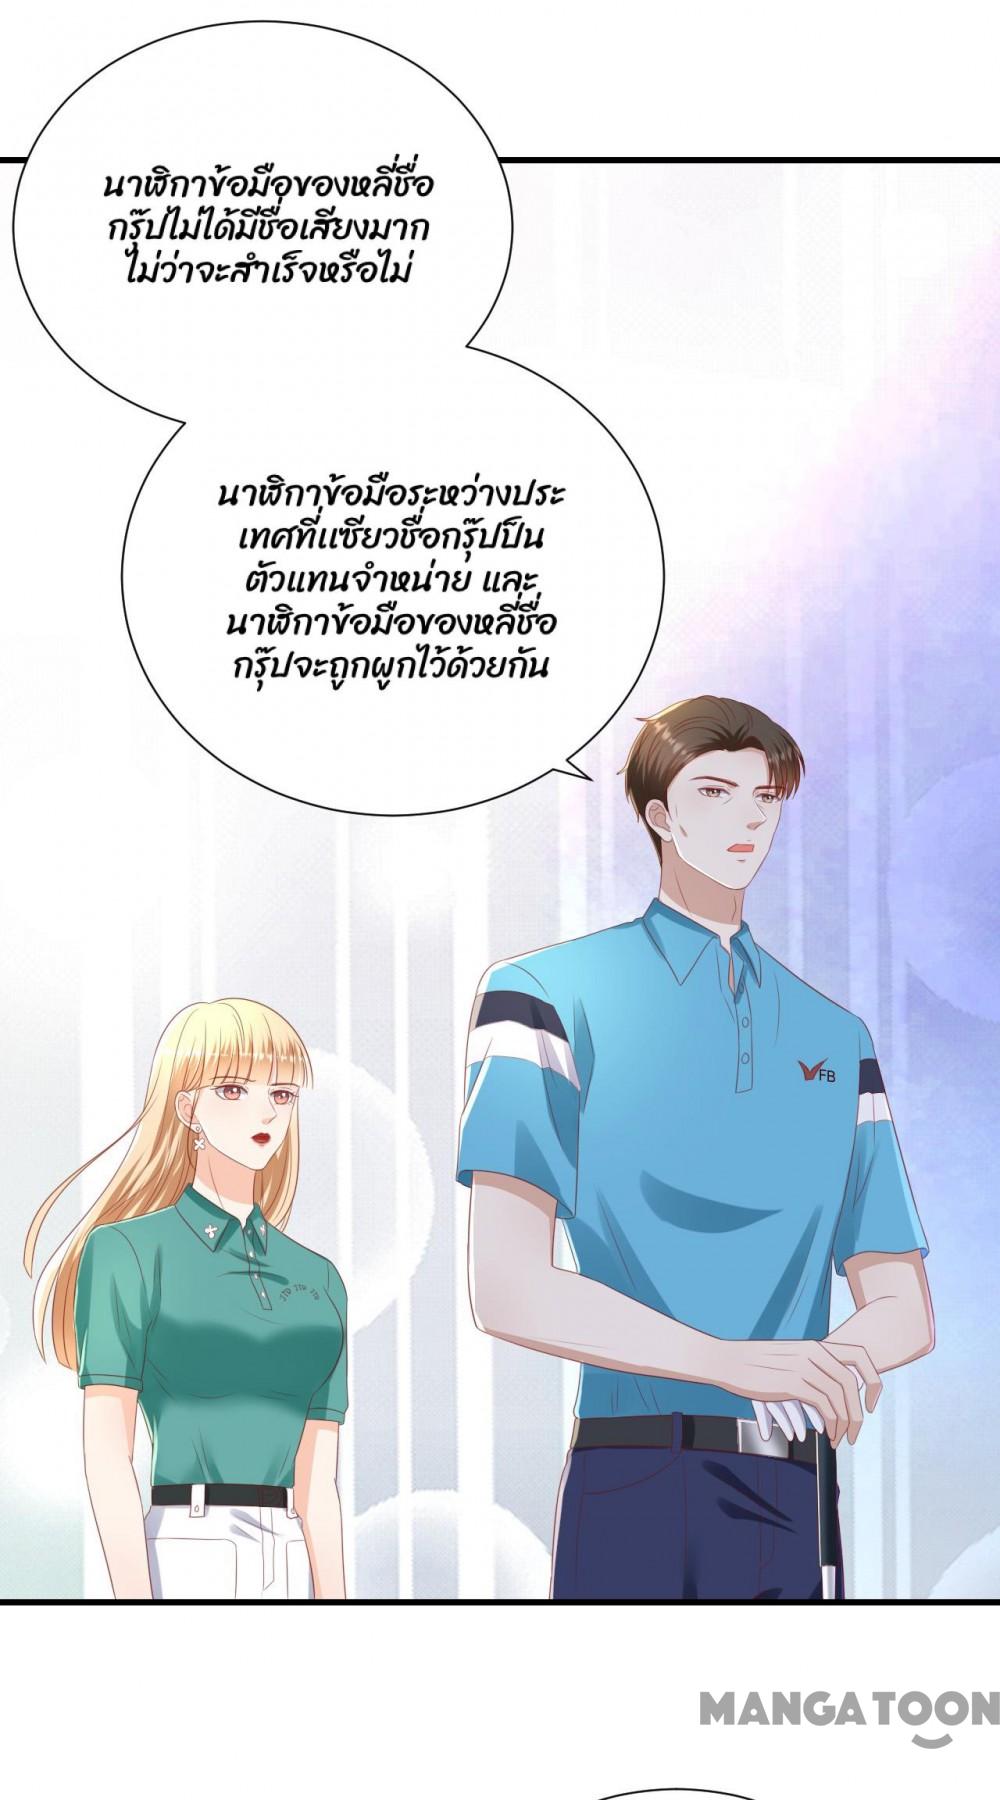 นาฬิกาข้อมือของหลี่ชื่อ
กรุ๊ปไม่ได้มีชื่อเสียงมาก
ไม่ว่าจะสำเร็จหรือไม่
นาฬิกาข้อมือระหว่างประ
เทศที่เเซียวชื่อกรุ๊ปป็น
ตัวแทนจำหน่าย และ
นาฬิกาข้อมือของหลี่ชื่อ
กรุ๊ปจะถูกผูกไว้ด้วยกัน
FB
JTD JTD JTD
MANGATOON